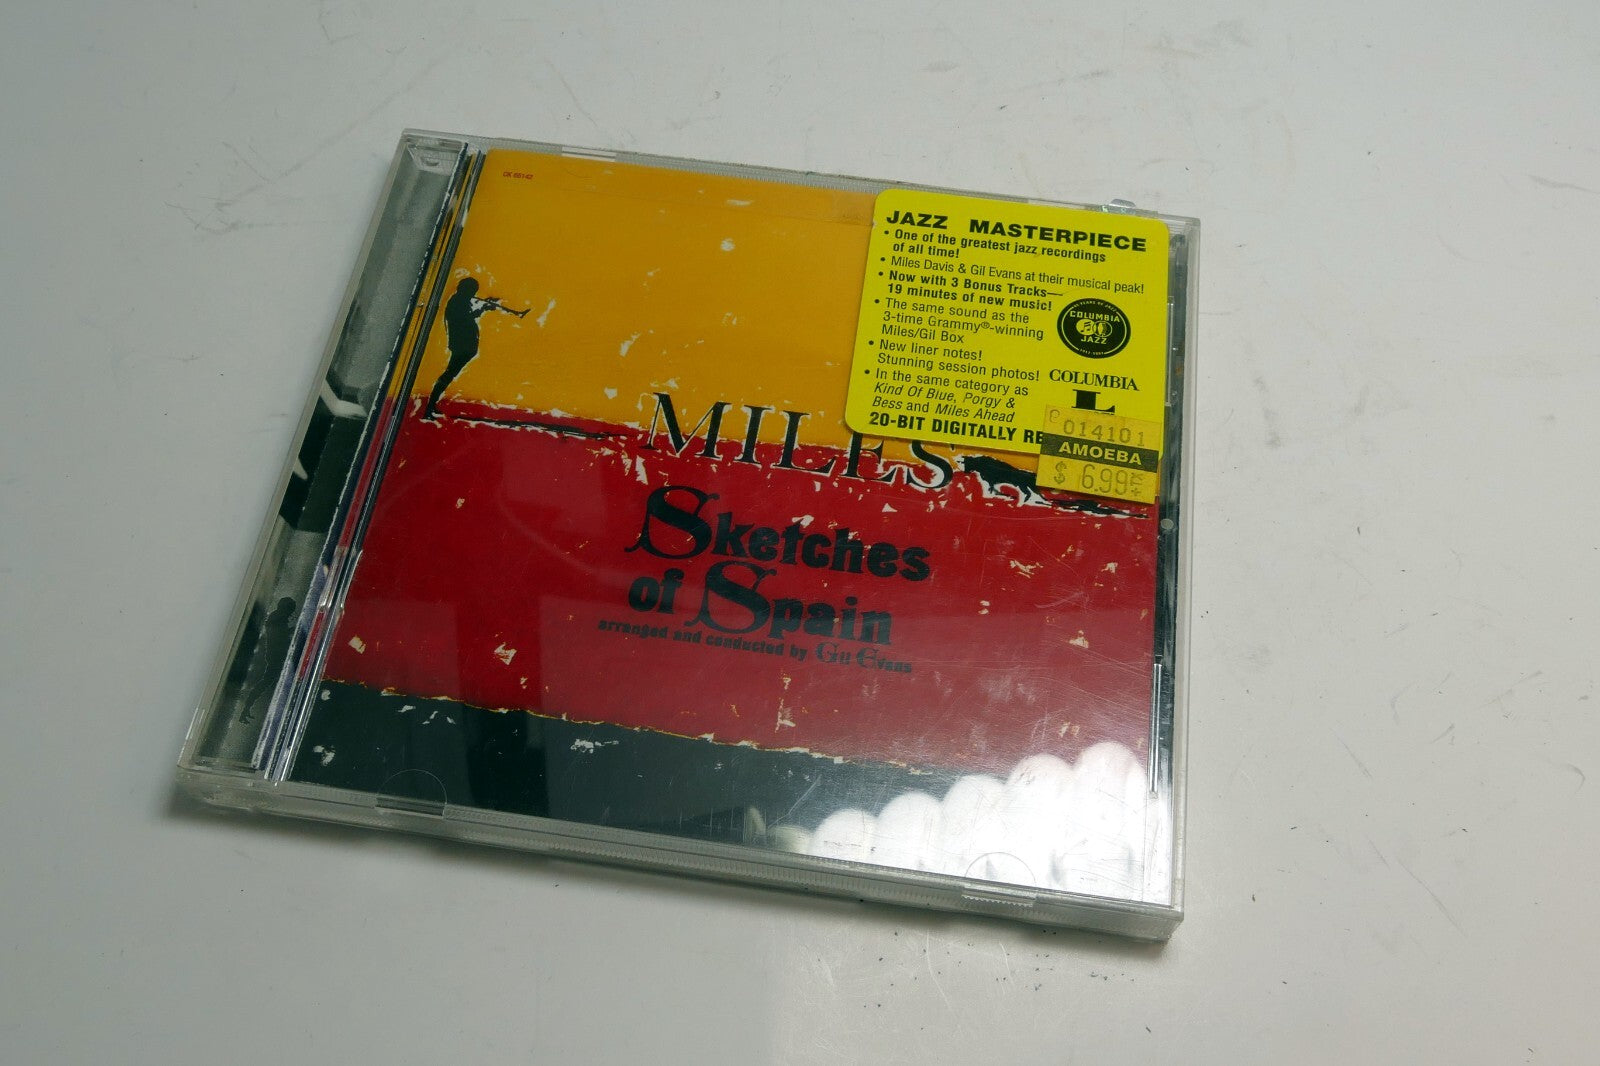 CK 65142
JAZZ MASTERPIECE
• One of the greatest jazz recordings
of all time!
• Miles Davis & Gil Evans at their musical peak!
• Now with 3 Bonus Tracks—
19 minutes of new music!
• The same sound as the
3-time Grammy®-winning
Miles/Gil Box
• New liner notes!
Stunning session photos!
• In the same category as
Kind Of Blue, Porgy &
Bess and Miles Ahead
20-BIT DIGITALLY RE
COLUMBIA
JAZZ
COLUMBIA
L
014101
AMOEBA
$ 6.99
MILES
Sketches
of Spain
arranged and conducted by Gil Evans